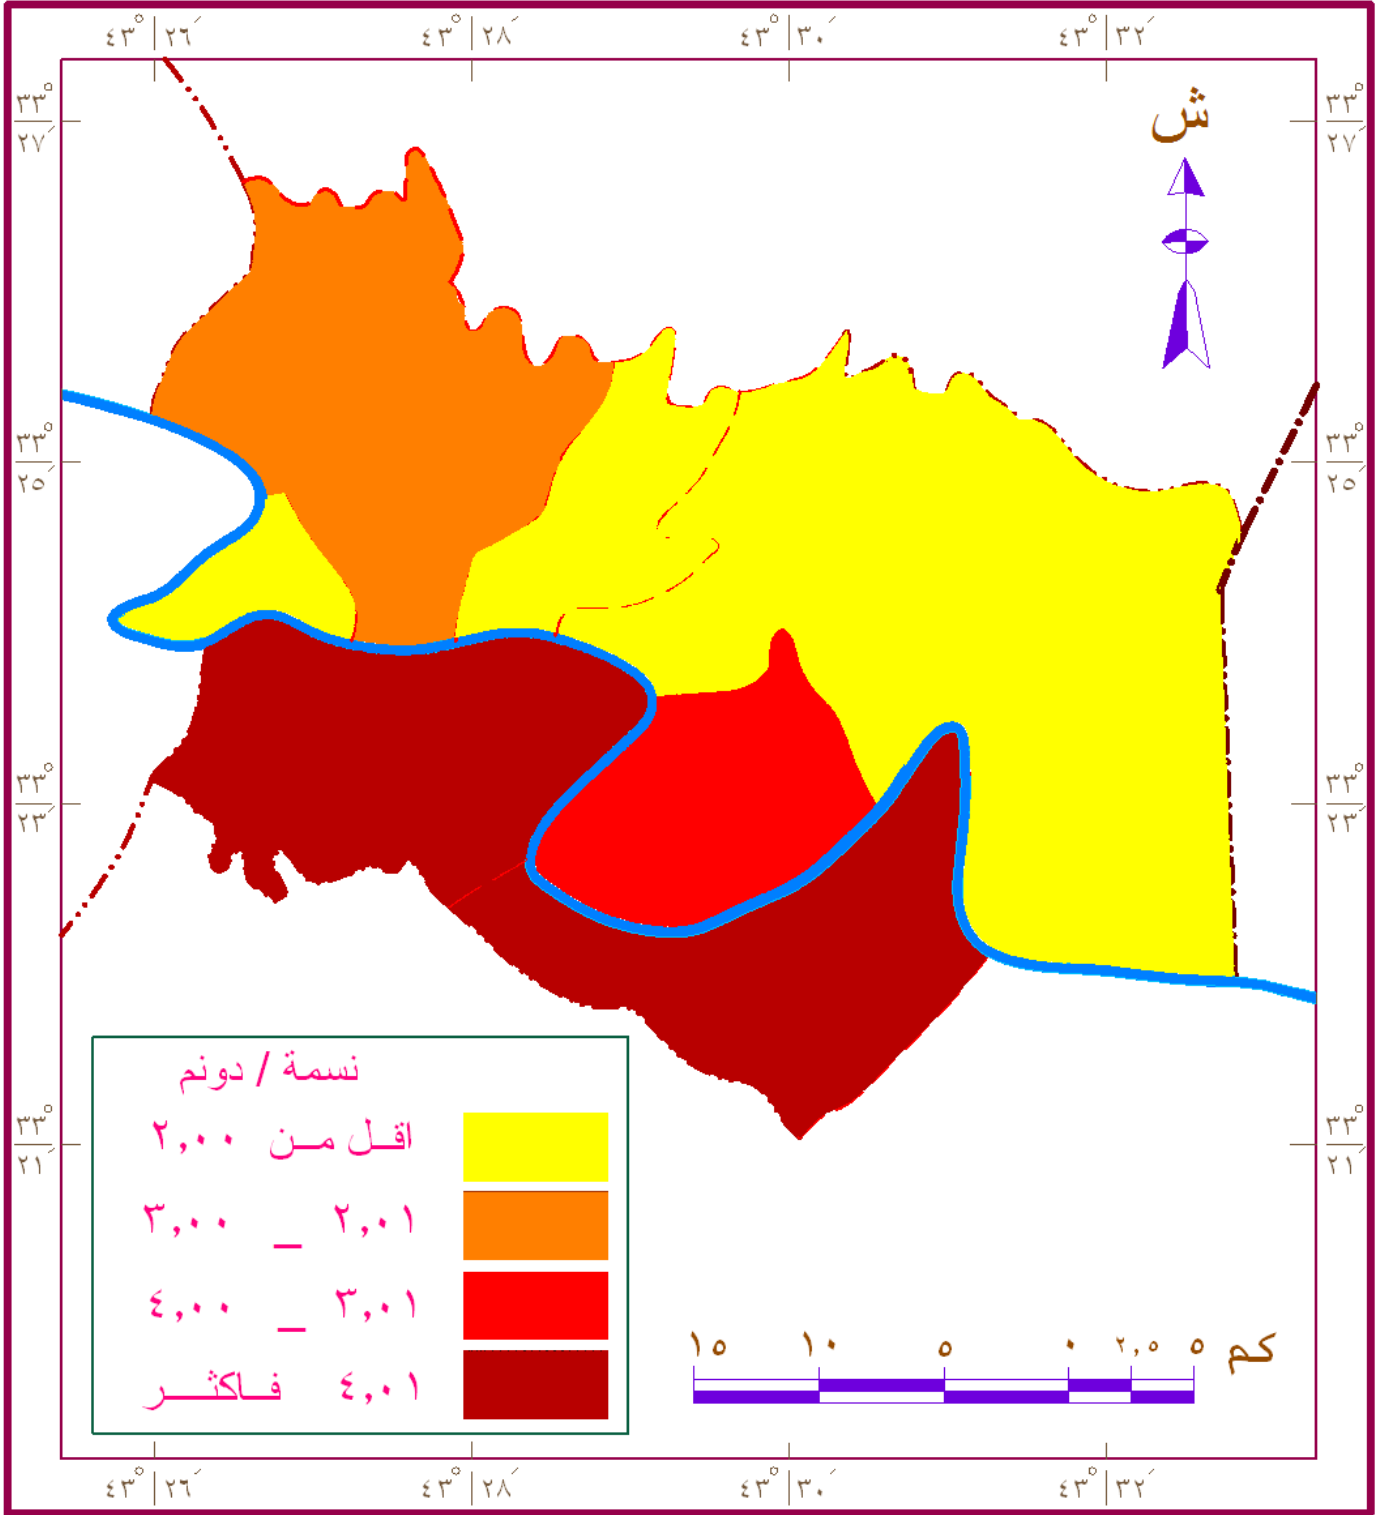 ٤٣° ٢٦′ ٤٣° ٢٨′ ٤٣° ٣٠′ ٤٣° ٣٢′
٣٣° ٢٧′
٣٣° ٢٧′
ش
٣٣° ٢٥′
٣٣° ٢٥′
٣٣° ٢٣′
٣٣° ٢٣′
٣٣° ٢١′
٣٣° ٢١′
نسمة / دونم
اقل من ٢,٠٠
٢,٠١ _ ٣,٠٠
٣,٠١ _ ٤,٠٠
٤,٠١ فاكثر
١٥ ١٠ ٥ ٠ ٢,٥ ٥ كم
٤٣° ٢٦′ ٤٣° ٢٨′ ٤٣° ٣٠′ ٤٣° ٣٢′